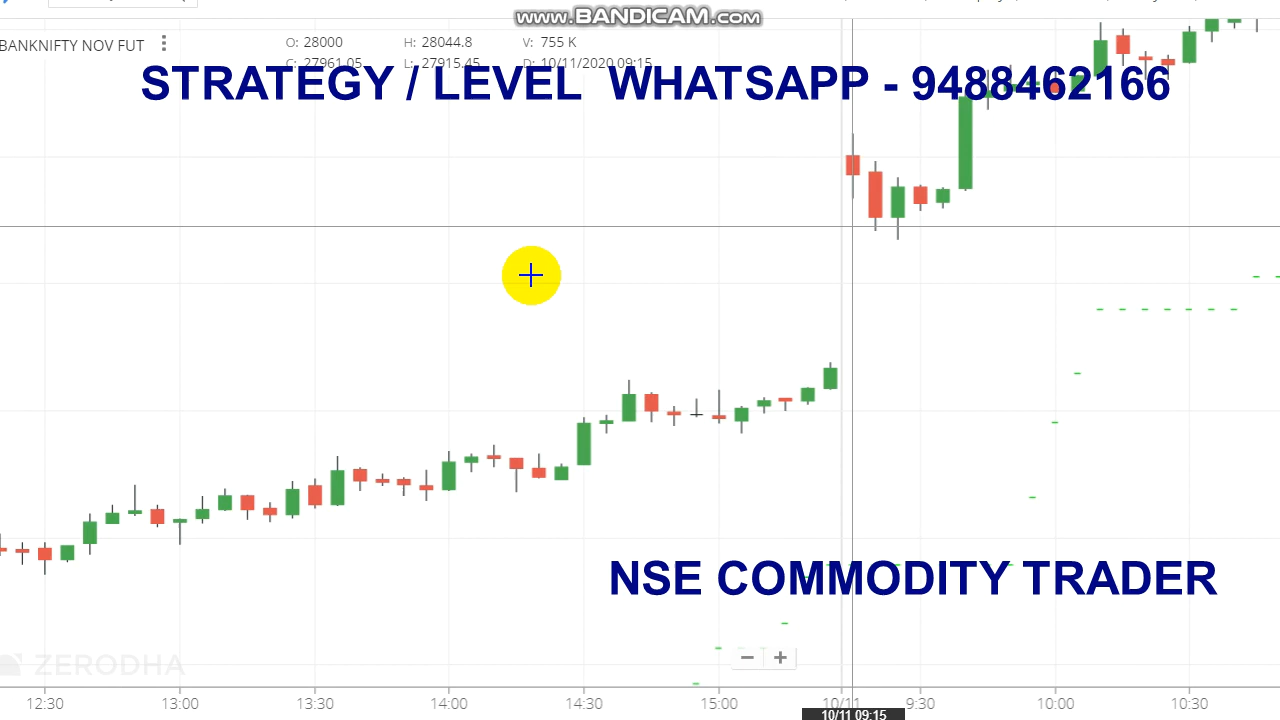 www.BANDICAM.com
BANKNIFTY NOV FUT O: 28000 H: 28044.8 V: 755 K
C: 27961.05 L: 27915.45 D: 10/11/2020 09:15
STRATEGY / LEVEL WHATSAPP - 9488462166
NSE COMMODITY TRADER
ZERODHA
12:30 13:00 13:30 14:00 14:30 15:00 10/11 9:30 10:00 10:30
10/11 09:15